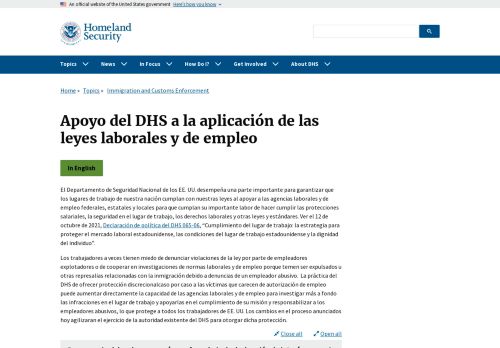 An official website of the United States government Here's how you know
Homeland
Security
Topics News In Focus How Do I? Get Involved About DHS
Home » Topics » Immigration and Customs Enforcement
Apoyo del DHS a la aplicación de las
leyes laborales y de empleo
In English
El Departamento de Seguridad Nacional de los EE. UU. desempeña una parte importante para garantizar que
los lugares de trabajo de nuestra nación cumplan con nuestras leyes al apoyar a las agencias laborales y de
empleo federales, estatales y locales para que cumplan su importante labor de hacer cumplir las protecciones
salariales, la seguridad en el lugar de trabajo, los derechos laborales y otras leyes y estándares. Ver el 12 de
octubre de 2021, Declaración de política del DHS 065-06, "Cumplimiento del lugar de trabajo: la estrategia para
proteger el mercado laboral estadounidense, las condiciones del lugar de trabajo estadounidense y la dignidad
del individuo".
Los trabajadores a veces tienen miedo de denunciar violaciones de la ley por parte de empleadores
explotadores o de cooperar en investigaciones de normas laborales y de empleo porque temen ser expulsados u
otras represalias relacionadas con la inmigración debido a denuncias de un empleador abusivo. La práctica del
DHS de ofrecer protección discrecionalcaso por caso a las víctimas que carecen de autorización de empleo
puede aumentar directamente la capacidad de las agencias laborales y de empleo para investigar más a fondo
las infracciones en el lugar de trabajo y apoyarlas en el cumplimiento de su misión y responsabilizar a los
empleadores abusivos, lo que protege a todos los trabajadores de EE. UU. Los cambios en el proceso anunciados
hoy agilizaran el ejercicio de la autoridad existente del DHS para otorgar dicha protección.
Close all Open all